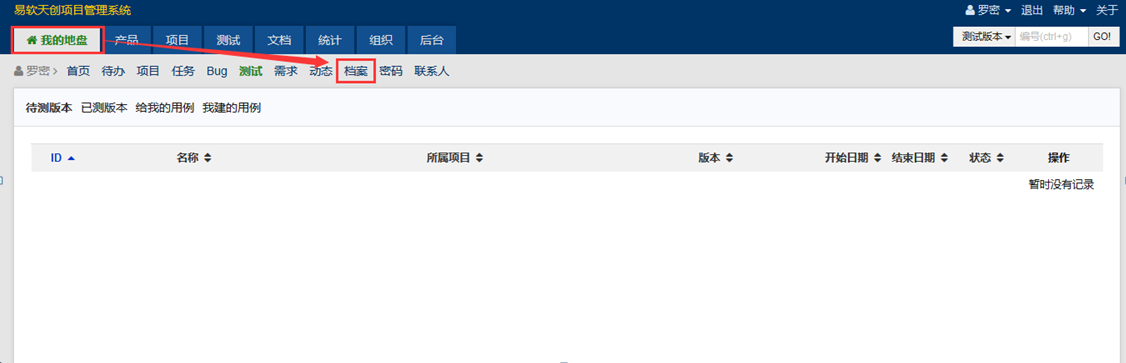 易软天创项目管理系统
罗密 退出 帮助 关于
我的地盘 产品 项目 测试 文档 统计 组织 后台
测试版本 编号(ctrl+g) GO!
罗密 > 首页 待办 项目 任务 Bug 测试 需求 动态 档案 密码 联系人
待测版本 已测版本 给我的用例 我建的用例
ID 名称 所属项目 版本 开始日期 结束日期 状态 操作
暂时没有记录